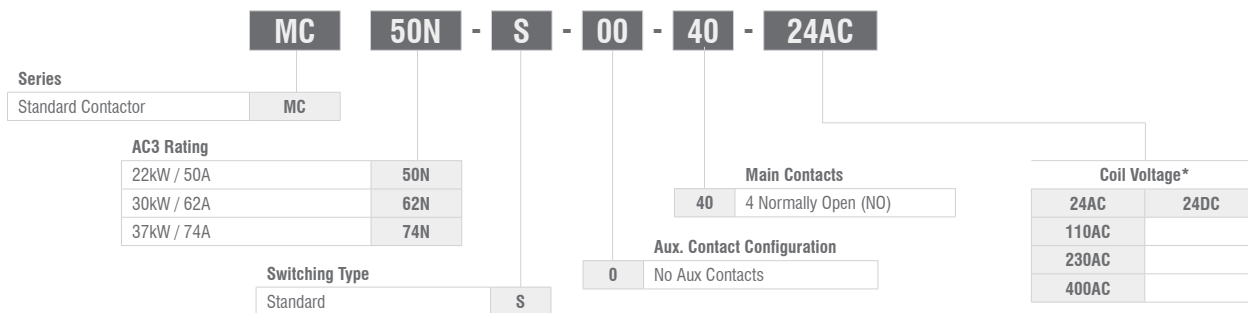 MC 50N - S - 00 - 40 - 24AC
Series
Standard Contactor MC
AC3 Rating
22kW / 50A 50N
30kW / 62A 62N
37kW / 74A 74N
Switching Type
Standard S
Main Contacts
40 4 Normally Open (NO)
Aux. Contact Configuration
0 No Aux Contacts
Coil Voltage*
24AC 24DC
110AC
230AC
400AC